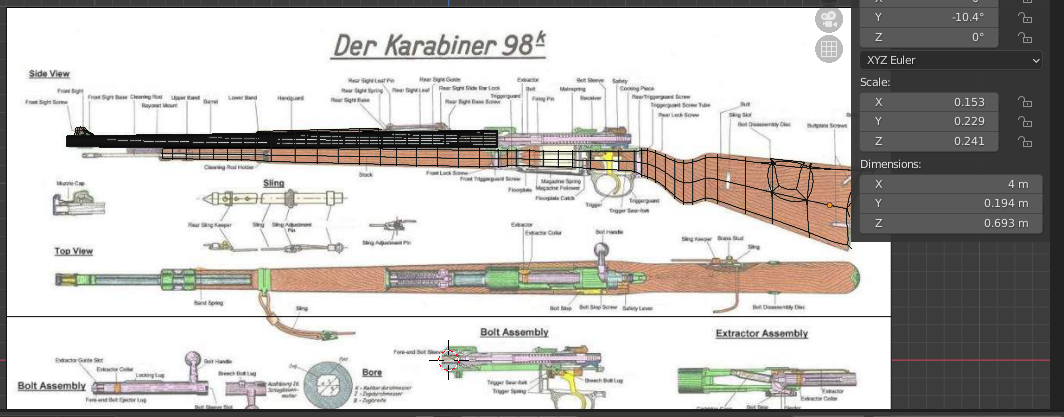 Der Karabiner 98k
Side View
Rear Sight Leaf Pin
Rear Sight Guide
Rear Sight Spring
Rear Sight Leaf
Rear Sight Side Bar Lock
Rear Sight Base
Rear Sight Base Screw
Extractor
Bolt Sleeve
Safety
Bolt
Mainspring
Cocking Piece
Triggerguard
Firing Pin
Receiver
Rear Triggerguard Screw
Triggerguard Screw Tube
Rear Lock Screw
Butt
Sling Slot
Bolt Disassembly Disc
Buttplate Screws
Front Sight
Front Sight Screw
Front Sight Base
Cleaning Rod
Bayonet Mount
Upper Band
Barrel
Lower Band
Handguard
Cleaning Rod Holder
Stock
Front Lock Screw
Front Triggerguard Screw
Floorplate
Magazine Spring
Magazine Follower
Floorplate Catch
Trigger
Trigger Sear-fork
Triggerguard
Muzzle Cap
Sling
Rear Sling Keeper
Sling
Sling Adjustment
Pin
Sling Adjustment Pin
Top View
Extractor
Extractor Collar
Bolt Handle
Sling Keeper
Brass Stud
Sling
Band Spring
Sling
Bolt Stop
Bolt Stop Screw
Safety Lever
Bolt Disassembly Disc
Bolt Assembly
Extractor Assembly
Fore-end Bolt Sleeve
Trigger Sear-fork
Trigger Spring
Breech Bolt Lug
Extractor
Extractor Collar
Bolt Assembly
Extractor Guide Slot
Extractor Collar
Locking Lug
Bolt Handle
Breech Bolt Lug
Fore-end Bolt Ejector Lug
Bolt Sleeve Slot
Bore
Y -10.4°
Z 0°
XYZ Euler
Scale:
X 0.153
Y 0.229
Z 0.241
Dimensions:
X 4 m
Y 0.194 m
Z 0.693 m